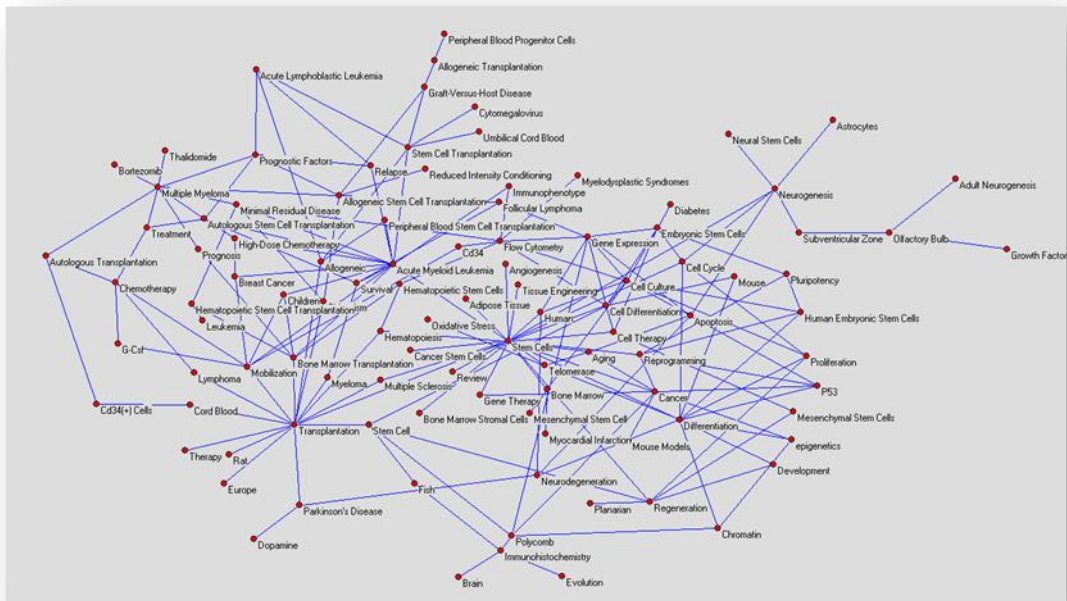 Peripheral Blood Progenitor Cells
Allogeneic Transplantation
Acute Lymphoblastic Leukemia
Graft-Versus-Host Disease
Cytomegalovirus
Astrocytes
Umbilical Cord Blood
Neural Stem Cells
Stem Cell Transplantation
Thalidomide
Prognostic Factors
Bortezomib
Relapse
Reduced Intensity Conditioning
Myelodysplastic Syndromes
Adult Neurogenesis
Multiple Myeloma
Immunophenotype
Neurogenesis
Allogeneic Stem Cell Transplantation
Follicular Lymphoma
Minimal Residual Disease
Diabetes
Autologous Stem Cell Transplantation
Peripheral Blood Stem Cell Transplantation
Treatment
Embryonic Stem Cells
Subventricular Zone
Olfactory Bulb
High-Dose Chemotherapy
Flow Cytometry
Gene Expression
Cd34
Growth Factor
Prognosis
Autologous Transplantation
Allogeneic
Acute Myeloid Leukemia
Angiogenesis
Cell Cycle
Chemotherapy
Breast Cancer
Survival
Hematopoietic Stem Cells
Tissue Engineering
Cell Culture
Mouse
Pluripotency
Children
Adipose Tissue
Hematopoietic Stem Cell Transplantation
sm
Human
Cell Differentiation
Apoptosis
Human Embryonic Stem Cells
Leukemia
Oxidative Stress
Hematopoiesis
Cell Therapy
Stem Cells
G-Csf
Cancer Stem Cells
Aging
Reprogramming
Proliferation
Mobilization
Bone Marrow Transplantation
Telomerase
Lymphoma
Myeloma
Multiple Sclerosis
Review
P53
Gene Therapy
Bone Marrow
Cancer
Cd34(+) Cells
Cord Blood
Bone Marrow Stromal Cells
Mesenchymal Stem Cell
Mesenchymal Stem Cells
Transplantation
Stem Cell
Differentiation
Myocardial Infarction
Mouse Models
epigenetics
Therapy
Rat
Development
Neurodegeneration
Europe
Fish
Parkinson's Disease
Planarian
Regeneration
Chromatin
Dopamine
Polycomb
Immunohistochemistry
Brain
Evolution